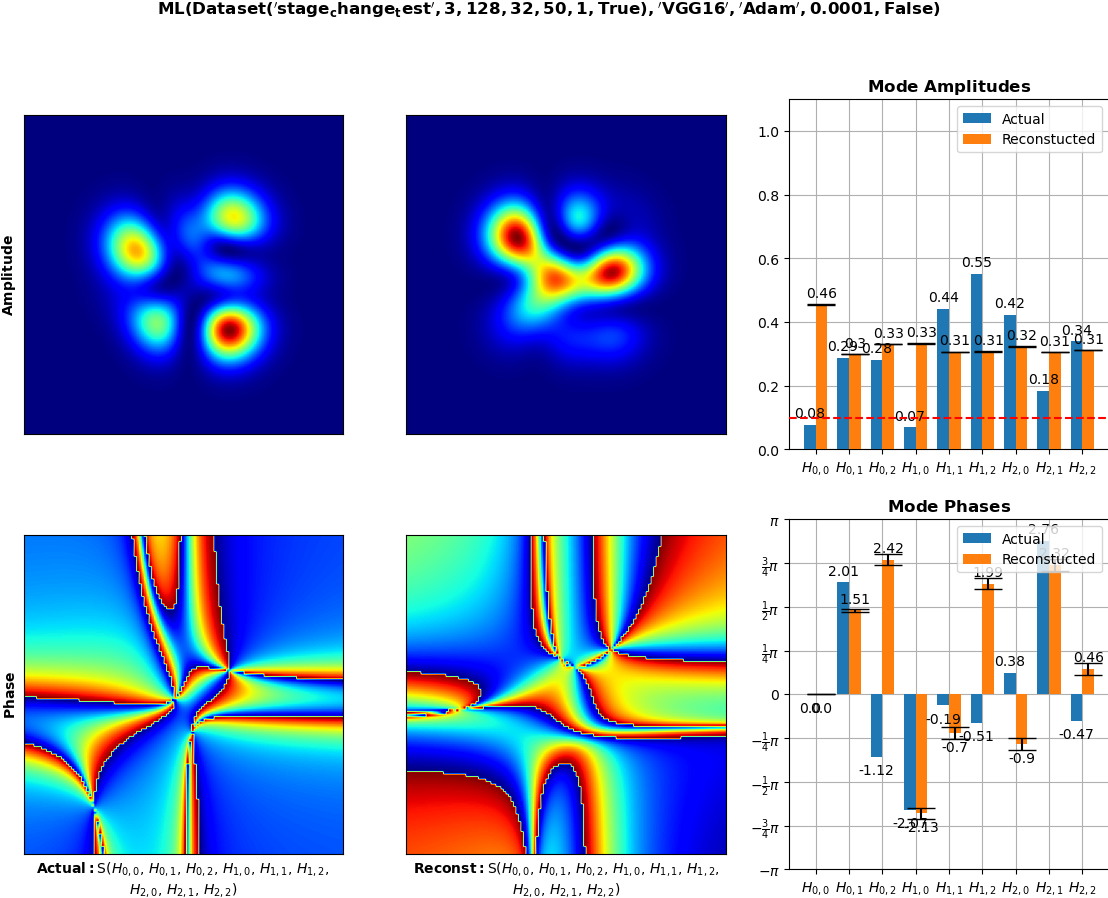 ML(Dataset('stage_change_test', 3, 128, 32, 50, 1, True), 'VGG16', 'Adam', 0.0001, False)
Amplitude
Mode Amplitudes
Actual
Reconstucted
1.0
0.8
0.6
0.4
0.2
0.0
0.08
0.46
0.29
0.3
0.28
0.33
0.07
0.33
0.44
0.31
0.55
0.31
0.42
0.32
0.18
0.31
0.34
0.31
H0,0 H0,1 H0,2 H1,0 H1,1 H1,2 H2,0 H2,1 H2,2
Phase
Actual: S(H0,0, H0,1, H0,2, H1,0, H1,1, H1,2,
H2,0, H2,1, H2,2)
Reconst: S(H0,0, H0,1, H0,2, H1,0, H1,1, H1,2,
H2,0, H2,1, H2,2)
Mode Phases
Actual
Reconstucted
π
3/4π
1/2π
1/4π
0
−1/4π
−1/2π
−3/4π
−π
0.0
0.0
2.01
1.51
-1.12
2.42
-2.07
-2.13
-0.19
-0.7
-0.51
1.99
0.38
-0.9
2.76
-0.47
0.46
H0,0 H0,1 H0,2 H1,0 H1,1 H1,2 H2,0 H2,1 H2,2